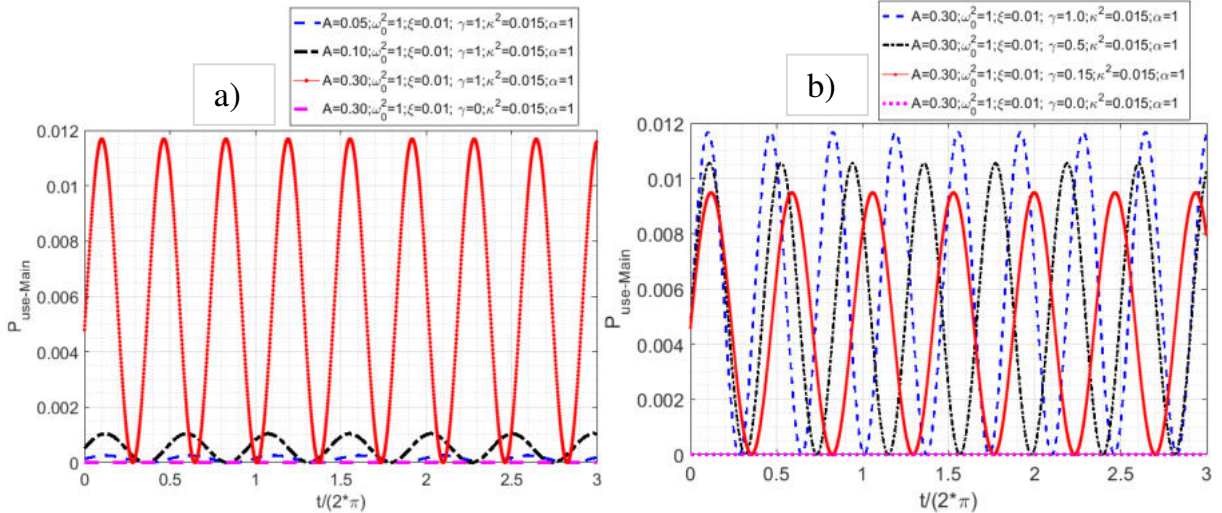 A=0.05;ω₀²=1;ξ=0.01; γ=1;κ²=0.015;α=1
A=0.10;ω₀²=1;ξ=0.01; γ=1;κ²=0.015;α=1
A=0.30;ω₀²=1;ξ=0.01; γ=1;κ²=0.015;α=1
A=0.30;ω₀²=1;ξ=0.01; γ=0;κ²=0.015;α=1
a)
0.012
0.01
0.008
0.006
0.004
0.002
0
P_use-Main
0 0.5 1 1.5 2 2.5 3
t/(2*π)
A=0.30;ω₀²=1;ξ=0.01; γ=1.0;κ²=0.015;α=1
A=0.30;ω₀²=1;ξ=0.01; γ=0.5;κ²=0.015;α=1
A=0.30;ω₀²=1;ξ=0.01; γ=0.15;κ²=0.015;α=1
A=0.30;ω₀²=1;ξ=0.01; γ=0.0;κ²=0.015;α=1
b)
0.012
0.01
0.008
0.006
0.004
0.002
0
P_use-Main
0 0.5 1 1.5 2 2.5 3
t/(2*π)